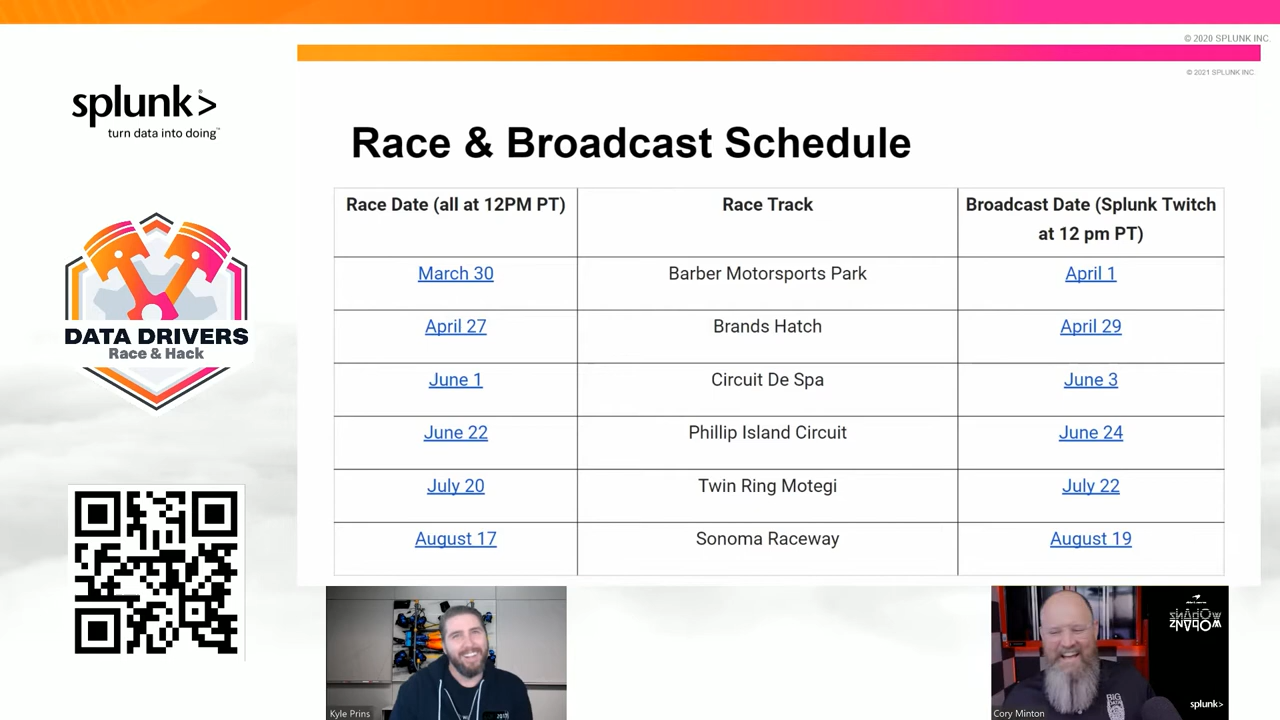 © 2020 SPLUNK INC.
© 2021 SPLUNK INC.
splunk>
turn data into doing™
DATA DRIVERS
Race & Hack
Race & Broadcast Schedule
Race Date (all at 12PM PT) Race Track Broadcast Date (Splunk Twitch at 12 pm PT)
March 30 Barber Motorsports Park April 1
April 27 Brands Hatch April 29
June 1 Circuit De Spa June 3
June 22 Phillip Island Circuit June 24
July 20 Twin Ring Motegi July 22
August 17 Sonoma Raceway August 19
Kyle Prins
Cory Minton
BIG
splunk>